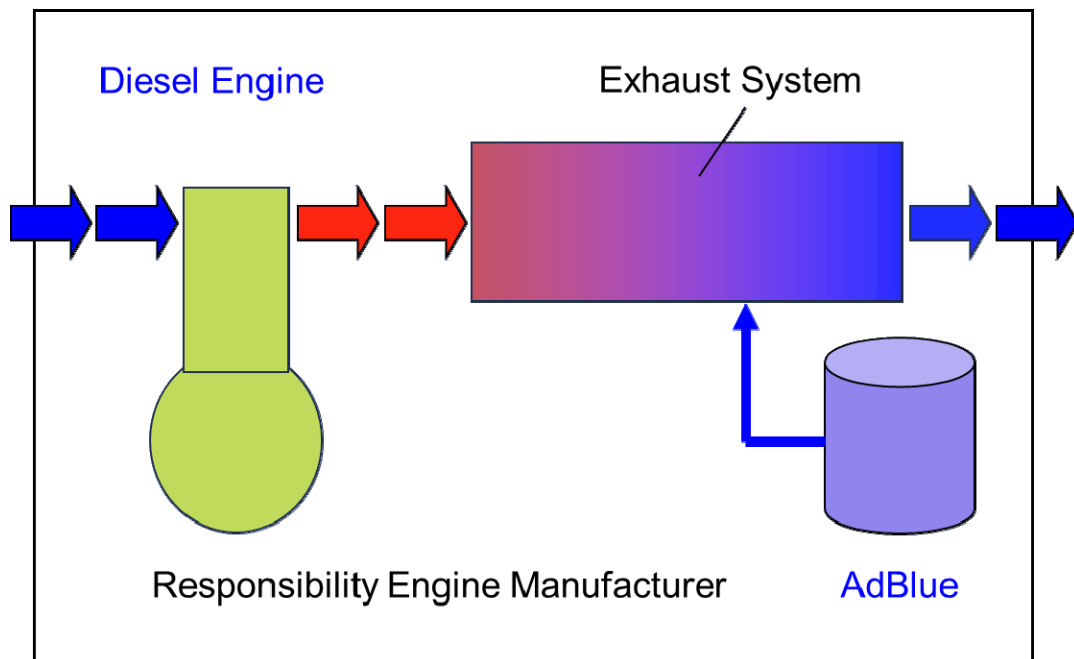 Diesel Engine
Exhaust System
Responsibility Engine Manufacturer
AdBlue